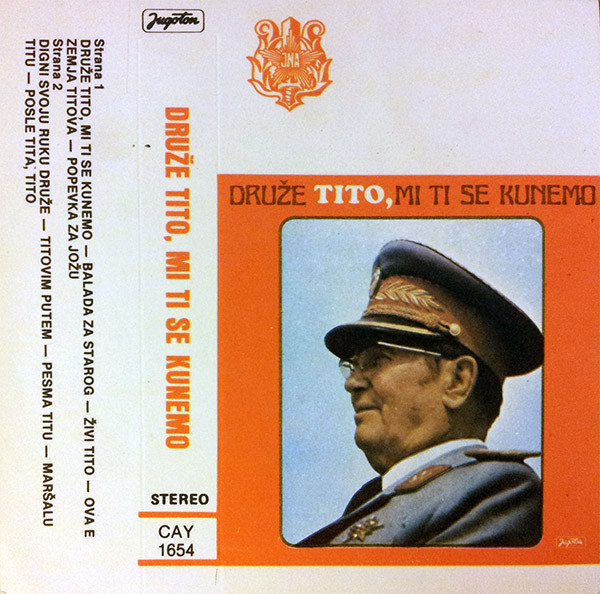 Strana 1
DRUŽE TITO, MI TI SE KUNEMO — BALADA ZA STAROG — ŽIVI TITO — OVA E
ZEMJA TITOVA — POPEVKA ZA JOŽU
Strana 2
DIGNI SVOJU RUKU DRUŽE — TITOVIM PUTEM — PESMA TITU — MARŠALU
TITU — POSLE TITA, TITO
Jugoton
DRUŽE TITO, MI TI SE KUNEMO
STEREO
CAY
1654
JNA
DRUŽE TITO, MI TI SE KUNEMO
Jugoton